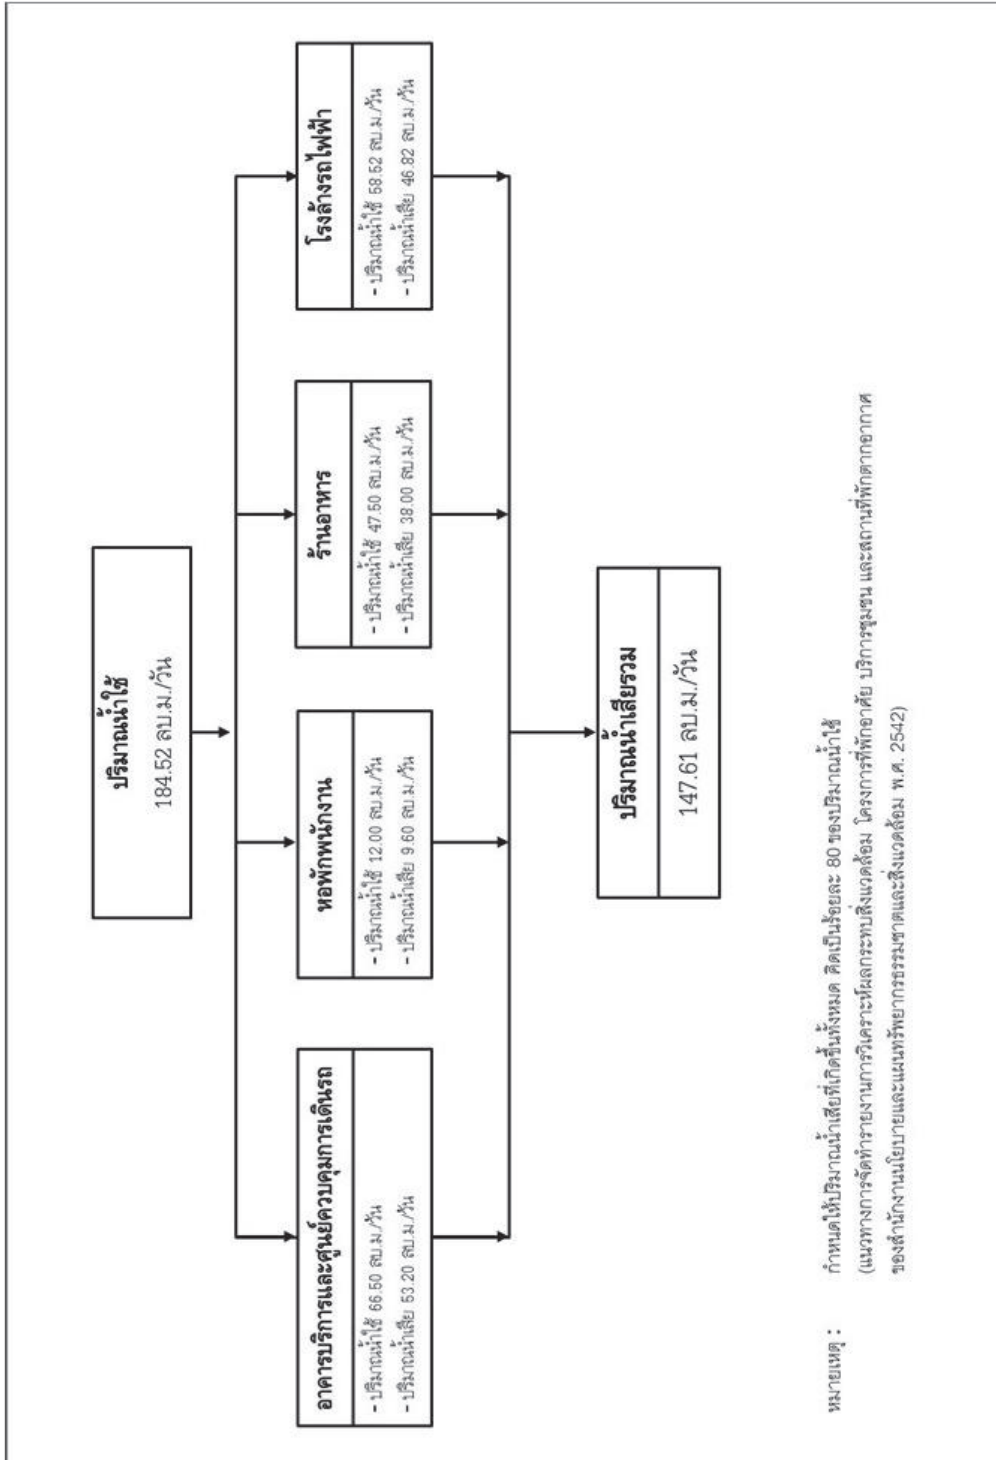 ปริมาณน้ำใช้
184.52 ลบ.ม./วัน
อาคารบริการและศูนย์ควบคุมการเดินรถ
- ปริมาณน้ำใช้ 66.50 ลบ.ม./วัน
- ปริมาณน้ำเสีย 53.20 ลบ.ม./วัน
หอพักพนักงาน
- ปริมาณน้ำใช้ 12.00 ลบ.ม./วัน
- ปริมาณน้ำเสีย 9.60 ลบ.ม./วัน
ร้านอาหาร
- ปริมาณน้ำใช้ 47.50 ลบ.ม./วัน
- ปริมาณน้ำเสีย 38.00 ลบ.ม./วัน
โรงล้างรถไฟฟ้า
- ปริมาณน้ำใช้ 58.52 ลบ.ม./วัน
- ปริมาณน้ำเสีย 46.82 ลบ.ม./วัน
ปริมาณน้ำเสียรวม
147.61 ลบ.ม./วัน
หมายเหตุ : กำหนดให้ปริมาณน้ำเสียที่เกิดขึ้นทั้งหมด คิดเป็นร้อยละ 80 ของปริมาณน้ำใช้
(แนวทางการจัดทำรายงานการวิเคราะห์ผลกระทบสิ่งแวดล้อม โครงการที่พักอาศัย บริการชุมชน และสถานที่พักตากอากาศ
ของสำนักงานนโยบายและแผนทรัพยากรธรรมชาติและสิ่งแวดล้อม พ.ศ. 2542)